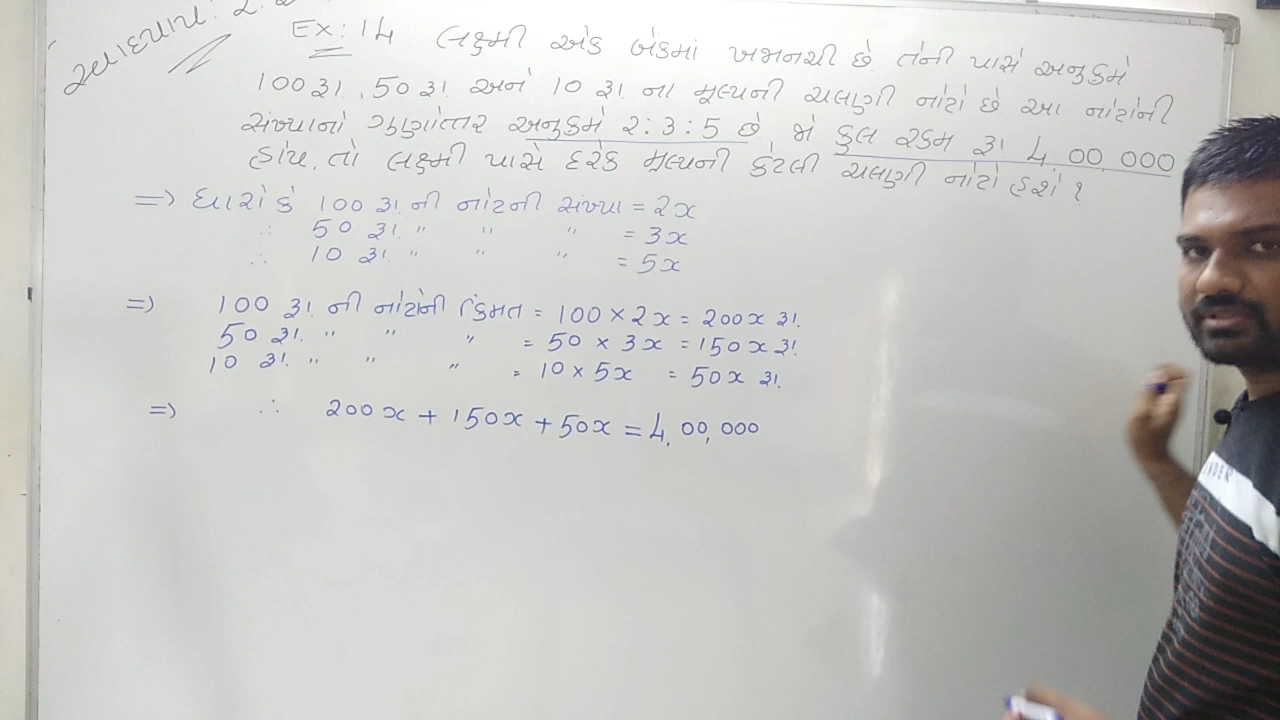 સ્વાધ્યાય: 2.2
Ex: 14 લક્ષ્મી એક બેંકમાં ખજાનચી છે. તેની પાસે અનુક્રમે
100 રૂ।., 50 રૂ।. અને 10 રૂ।. ના મૂલ્યની ચલણી નોટો છે આ નોટોની
સંખ્યાનો ગુણોત્તર અનુક્રમે 2:3:5 છે. જો કુલ રકમ રૂ।. 4,00,000
હોય. તો લક્ષ્મી પાસે દરેક મૂલ્યની કેટલી ચલણી નોટો હશે ?
=> ધારો કે 100 રૂ।. ની નોટની સંખ્યા = 2x
∴ 50 રૂ।. " " " = 3x
∴ 10 રૂ।. " " " = 5x
=> 100 રૂ।. ની નોટોની કિંમત = 100 × 2x = 200x રૂ।.
50 રૂ।. " " " = 50 × 3x = 150x રૂ।.
10 રૂ।. " " " = 10 × 5x = 50x રૂ।.
=> ∴ 200x + 150x + 50x = 4,00,000